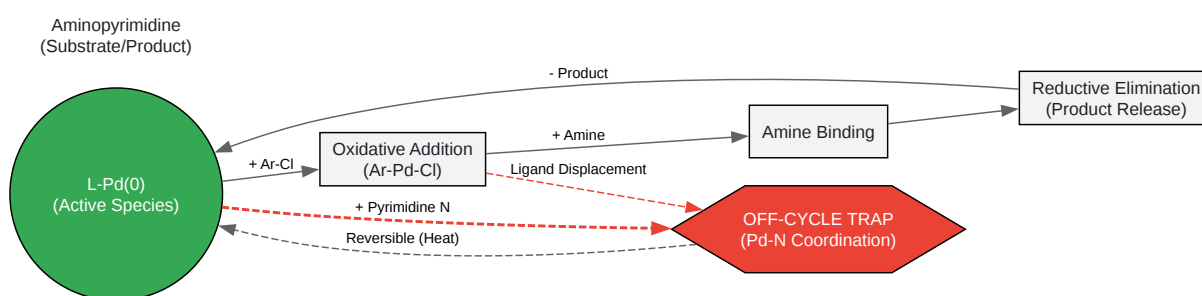 Aminopyrimidine
(Substrate/Product)
- Product
Reductive Elimination
(Product Release)
+ Amine
Amine Binding
Oxidative Addition
(Ar-Pd-Cl)
+ Ar-Cl
Ligand Displacement
L-Pd(0)
(Active Species)
+ Pyrimidine N
OFF-CYCLE TRAP
(Pd-N Coordination)
Reversible (Heat)